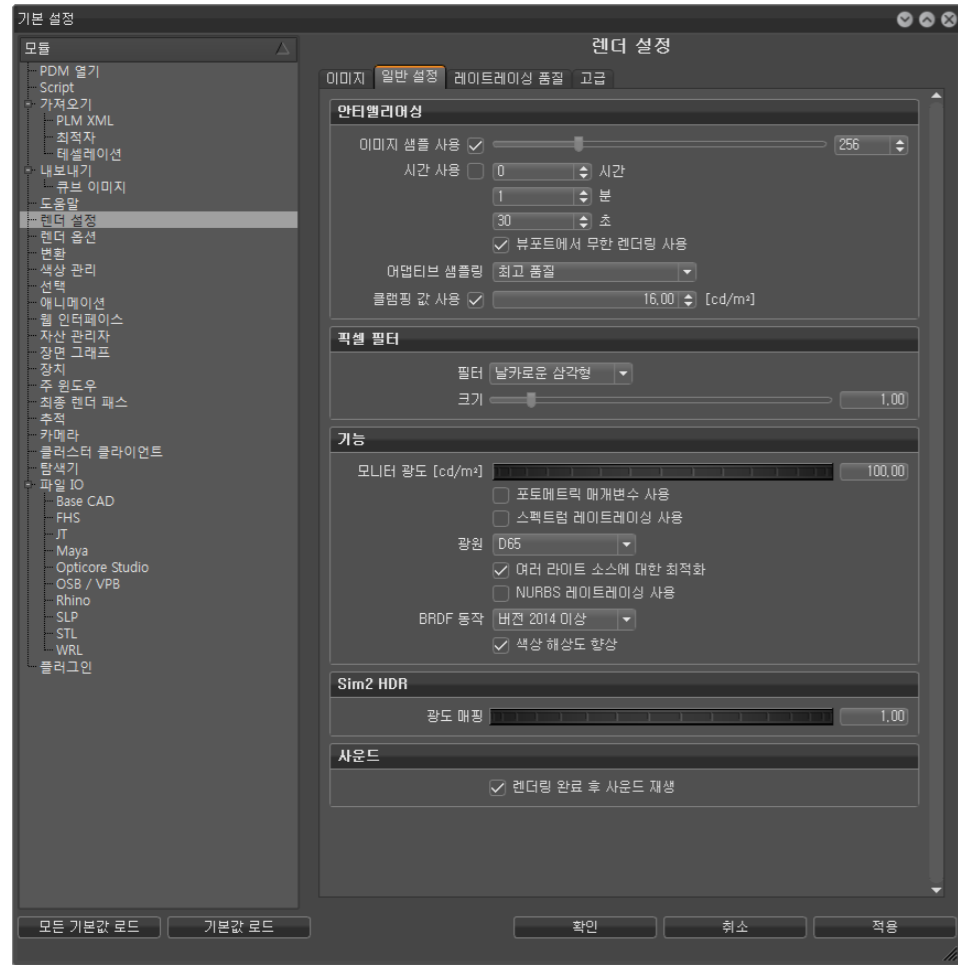 기본 설정
모듈
PDM 열기
Script
가져오기
PLM XML
최적자
테셀레이션
내보내기
큐브 이미지
도움말
렌더 설정
렌더 옵션
변환
색상 관리
선택
애니메이션
웹 인터페이스
자산 관리자
장면 그래프
장치
주 윈도우
최종 렌더 패스
추적
카메라
클러스터 클라이언트
탐색기
파일 IO
Base CAD
FHS
JT
Maya
Opticore Studio
OSB / VPB
Rhino
SLP
STL
WRL
플러그인
렌더 설정
이미지 일반 설정 레이트레이싱 품질 고급
안티앨리어싱
이미지 샘플 사용 256
시간 사용 0 시간
1 분
30 초
뷰포트에서 무한 렌더링 사용
어댑티브 샘플링 최고 품질
클램핑 값 사용 16,00 [cd/m²]
픽셀 필터
필터 날카로운 삼각형
크기 1,00
기능
모니터 광도 [cd/m²] 100,00
포토메트릭 매개변수 사용
스펙트럼 레이트레이싱 사용
광원 D65
여러 라이트 소스에 대한 최적화
NURBS 레이트레이싱 사용
BRDF 동작 버전 2014 이상
색상 해상도 향상
Sim2 HDR
광도 매핑 1,00
사운드
렌더링 완료 후 사운드 재생
모든 기본값 로드 기본값 로드 확인 취소 적용